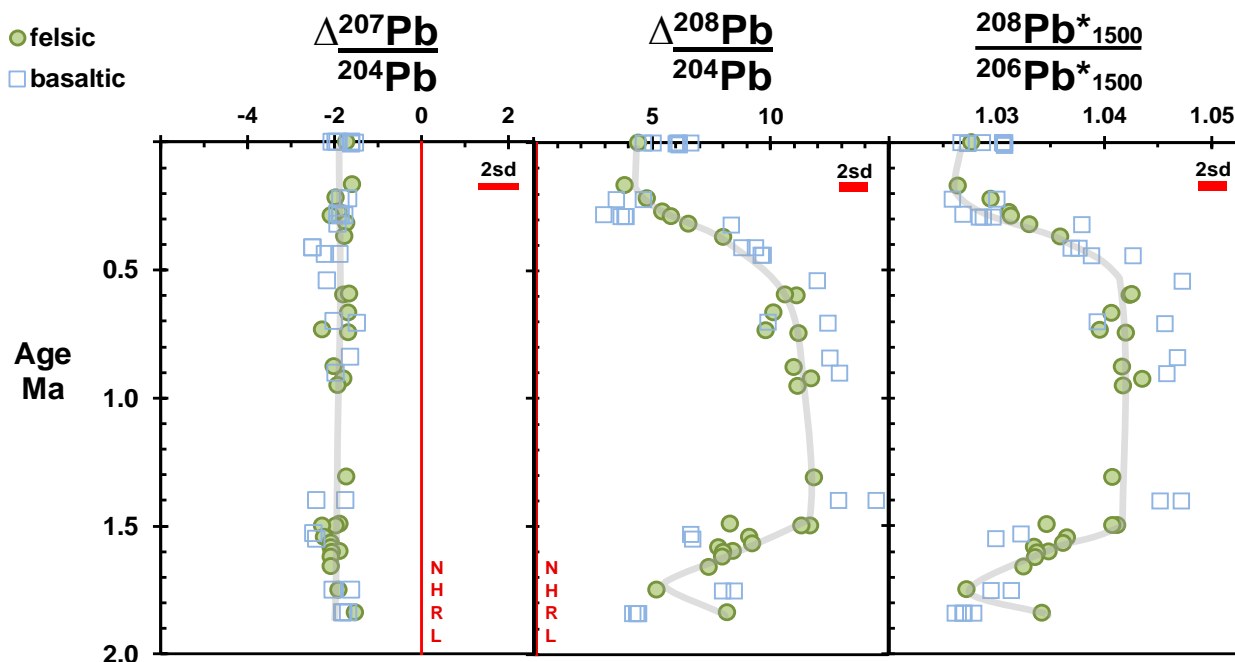 felsic
basaltic
Δ²⁰⁷Pb
²⁰⁴Pb
Δ²⁰⁸Pb
²⁰⁴Pb
²⁰⁸Pb*₁₅₀₀
²⁰⁶Pb*₁₅₀₀
-4 -2 0 2
5 10
1.03 1.04 1.05
2sd
2sd
2sd
0.5
Age
Ma
1.0
1.5
2.0
N
H
R
L
N
H
R
L